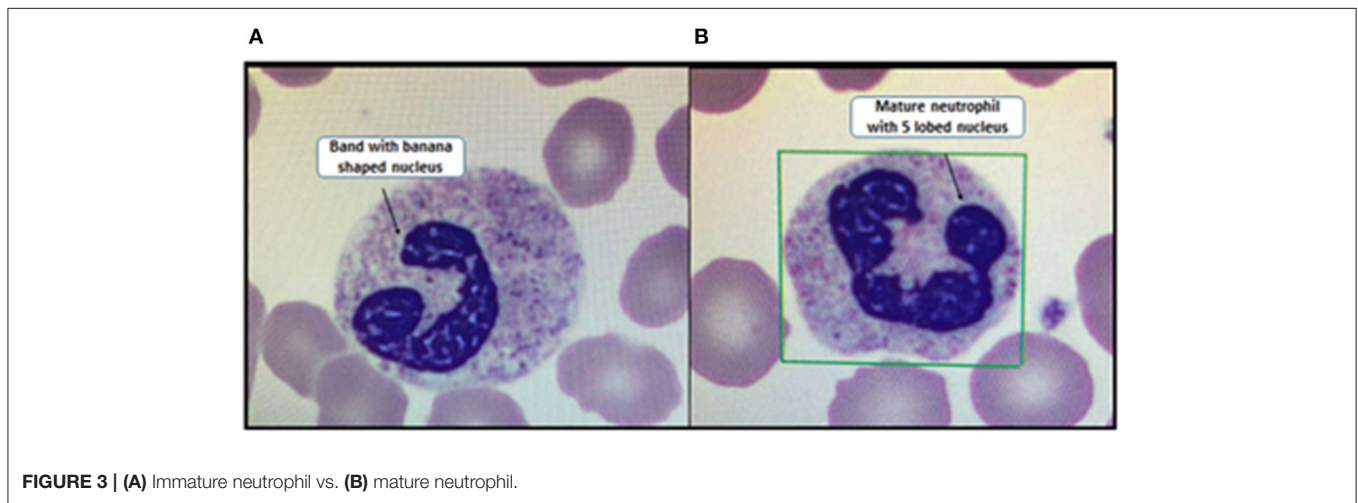 A
B
Band with banana
shaped nucleus
Mature neutrophil
with 5 lobed nucleus
FIGURE 3 | (A) Immature neutrophil vs. (B) mature neutrophil.